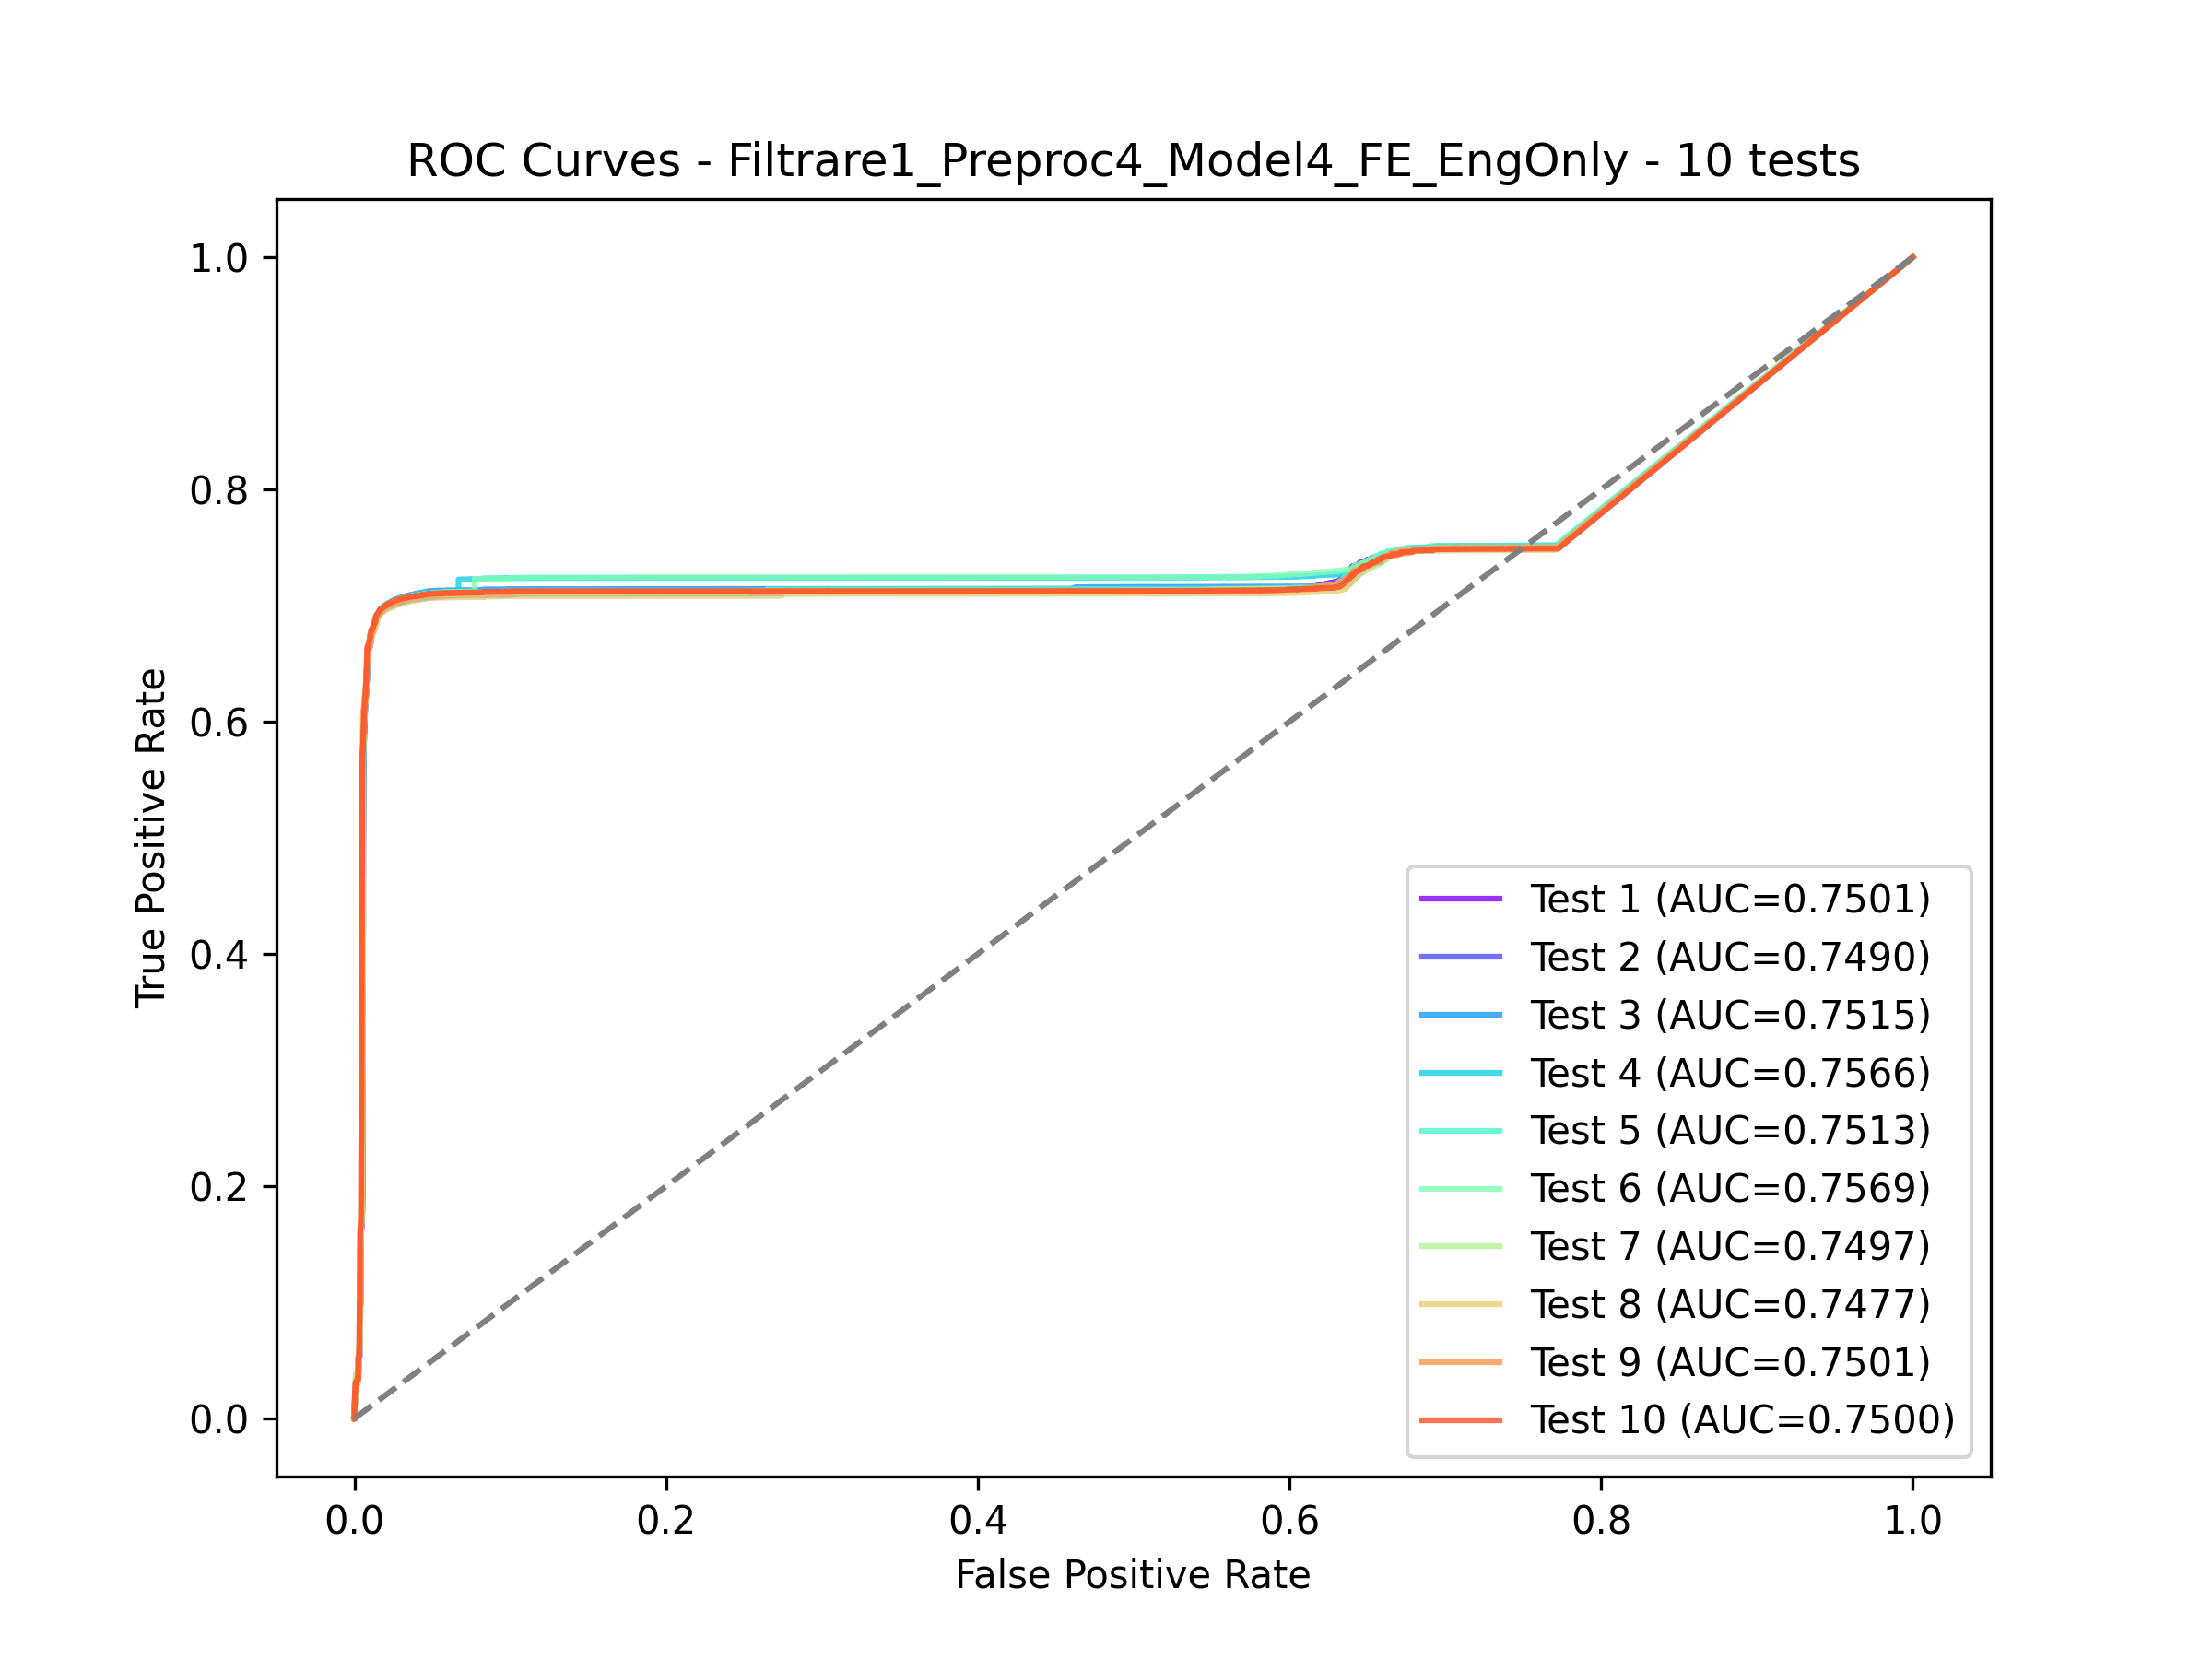 ROC Curves - Filtrare1_Preproc4_Model4_FE_EngOnly - 10 tests
1.0
0.8
0.6
0.4
0.2
0.0
True Positive Rate
Test 1 (AUC=0.7501)
Test 2 (AUC=0.7490)
Test 3 (AUC=0.7515)
Test 4 (AUC=0.7566)
Test 5 (AUC=0.7513)
Test 6 (AUC=0.7569)
Test 7 (AUC=0.7497)
Test 8 (AUC=0.7477)
Test 9 (AUC=0.7501)
Test 10 (AUC=0.7500)
0.0 0.2 0.4 0.6 0.8 1.0
False Positive Rate